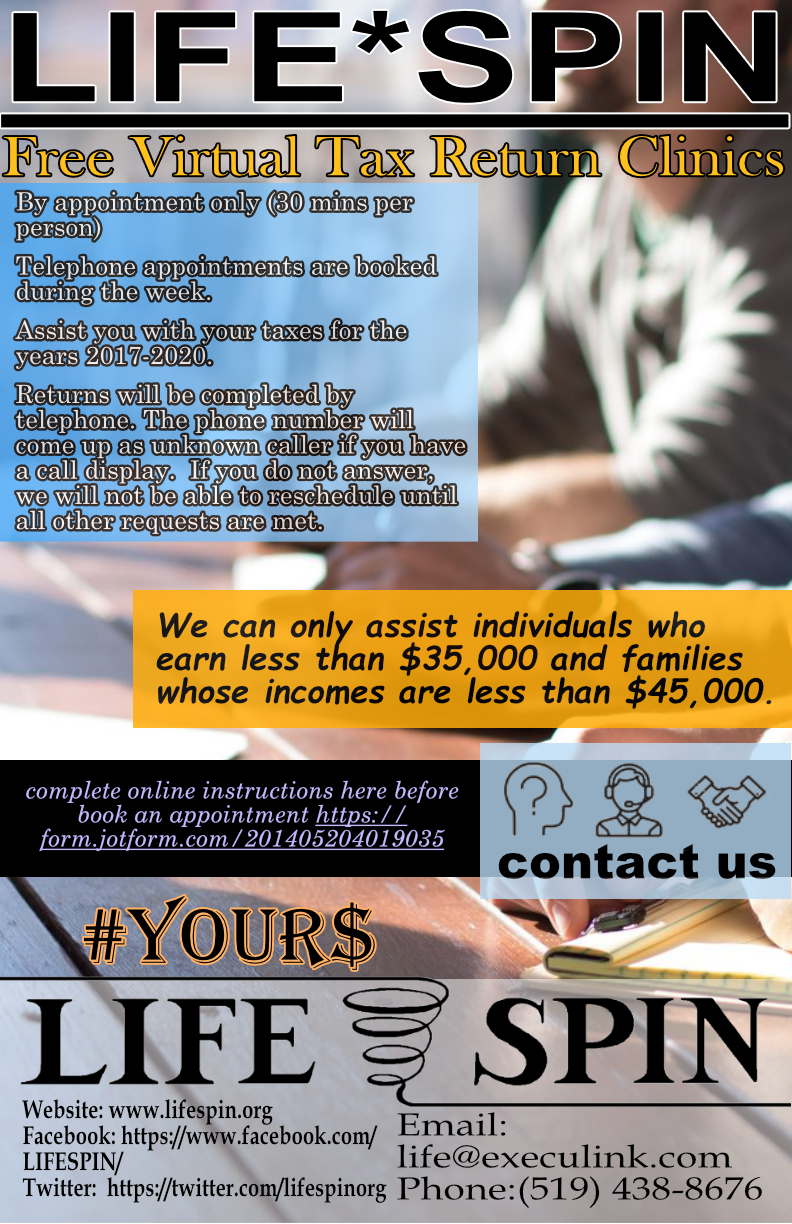 LIFE*SPIN
Free Virtual Tax Return Clinics
By appointment only (30 mins per
person)
Telephone appointments are booked
during the week.
Assist you with your taxes for the
years 2017-2020.
Returns will be completed by
telephone. The phone number will
come up as unknown caller if you have
a call display.  If you do not answer,
we will not be able to reschedule until
all other requests are met.
We can only assist individuals who
earn less than $35,000 and families
whose incomes are less than $45,000.
complete online instructions here before
book an appointment https://
form.jotform.com/201405204019035
?
contact us
#YOUR$
LIFE SPIN
Website: www.lifespin.org
Facebook: https://www.facebook.com/
LIFESPIN/
Twitter:  https://twitter.com/lifespinorg
Email:
life@execulink.com
Phone:(519) 438-8676